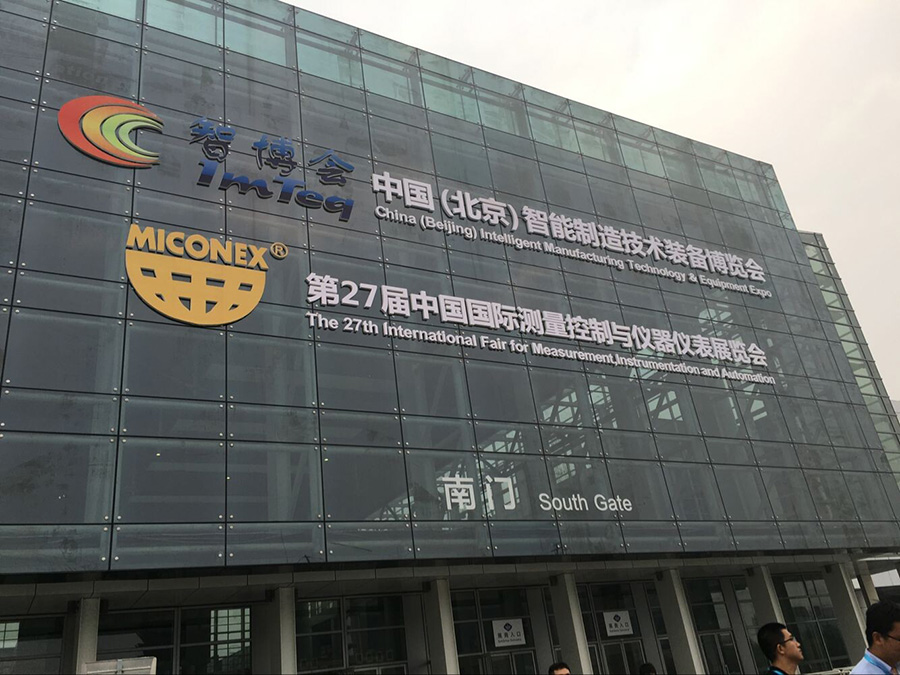 智博会
ImTeq
中国(北京)智能制造技术装备博览会
China (Beijing) Intelligent Manufacturing Technology & Equipment Expo
MICONEX®
第27届中国国际测量控制与仪器仪表展览会
The 27th International Fair for Measurement,Instrumentation and Automation
南门 South Gate
入口